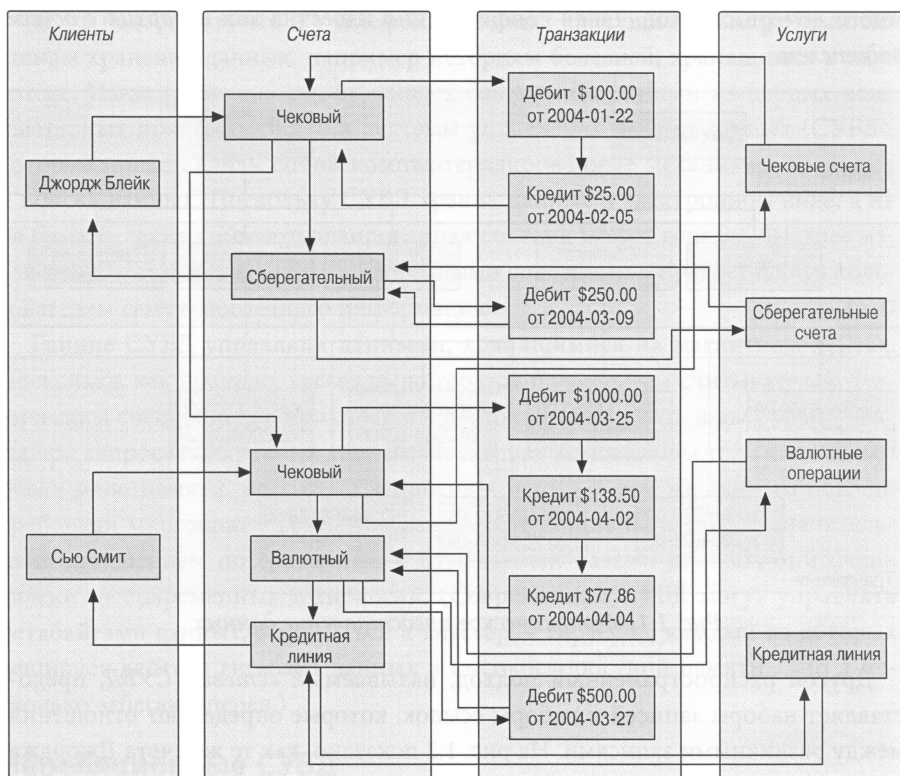 Клиенты
Джордж Блейк
Сью Смит
Счета
Чековый
Сберегательный
Чековый
Валютный
Кредитная
линия
Транзакции
Дебит $100.00
от 2004-01-22
Кредит $25.00
от 2004-02-05
Дебит $250.00
от 2004-03-09
Дебит $1000.00
от 2004-03-25
Кредит $138.50
от 2004-04-02
Кредит $77.86
от 2004-04-04
Дебит $500.00
от 2004-03-27
Услуги
Чековые счета
Сберегательные
счета
Валютные
операции
Кредитная линия